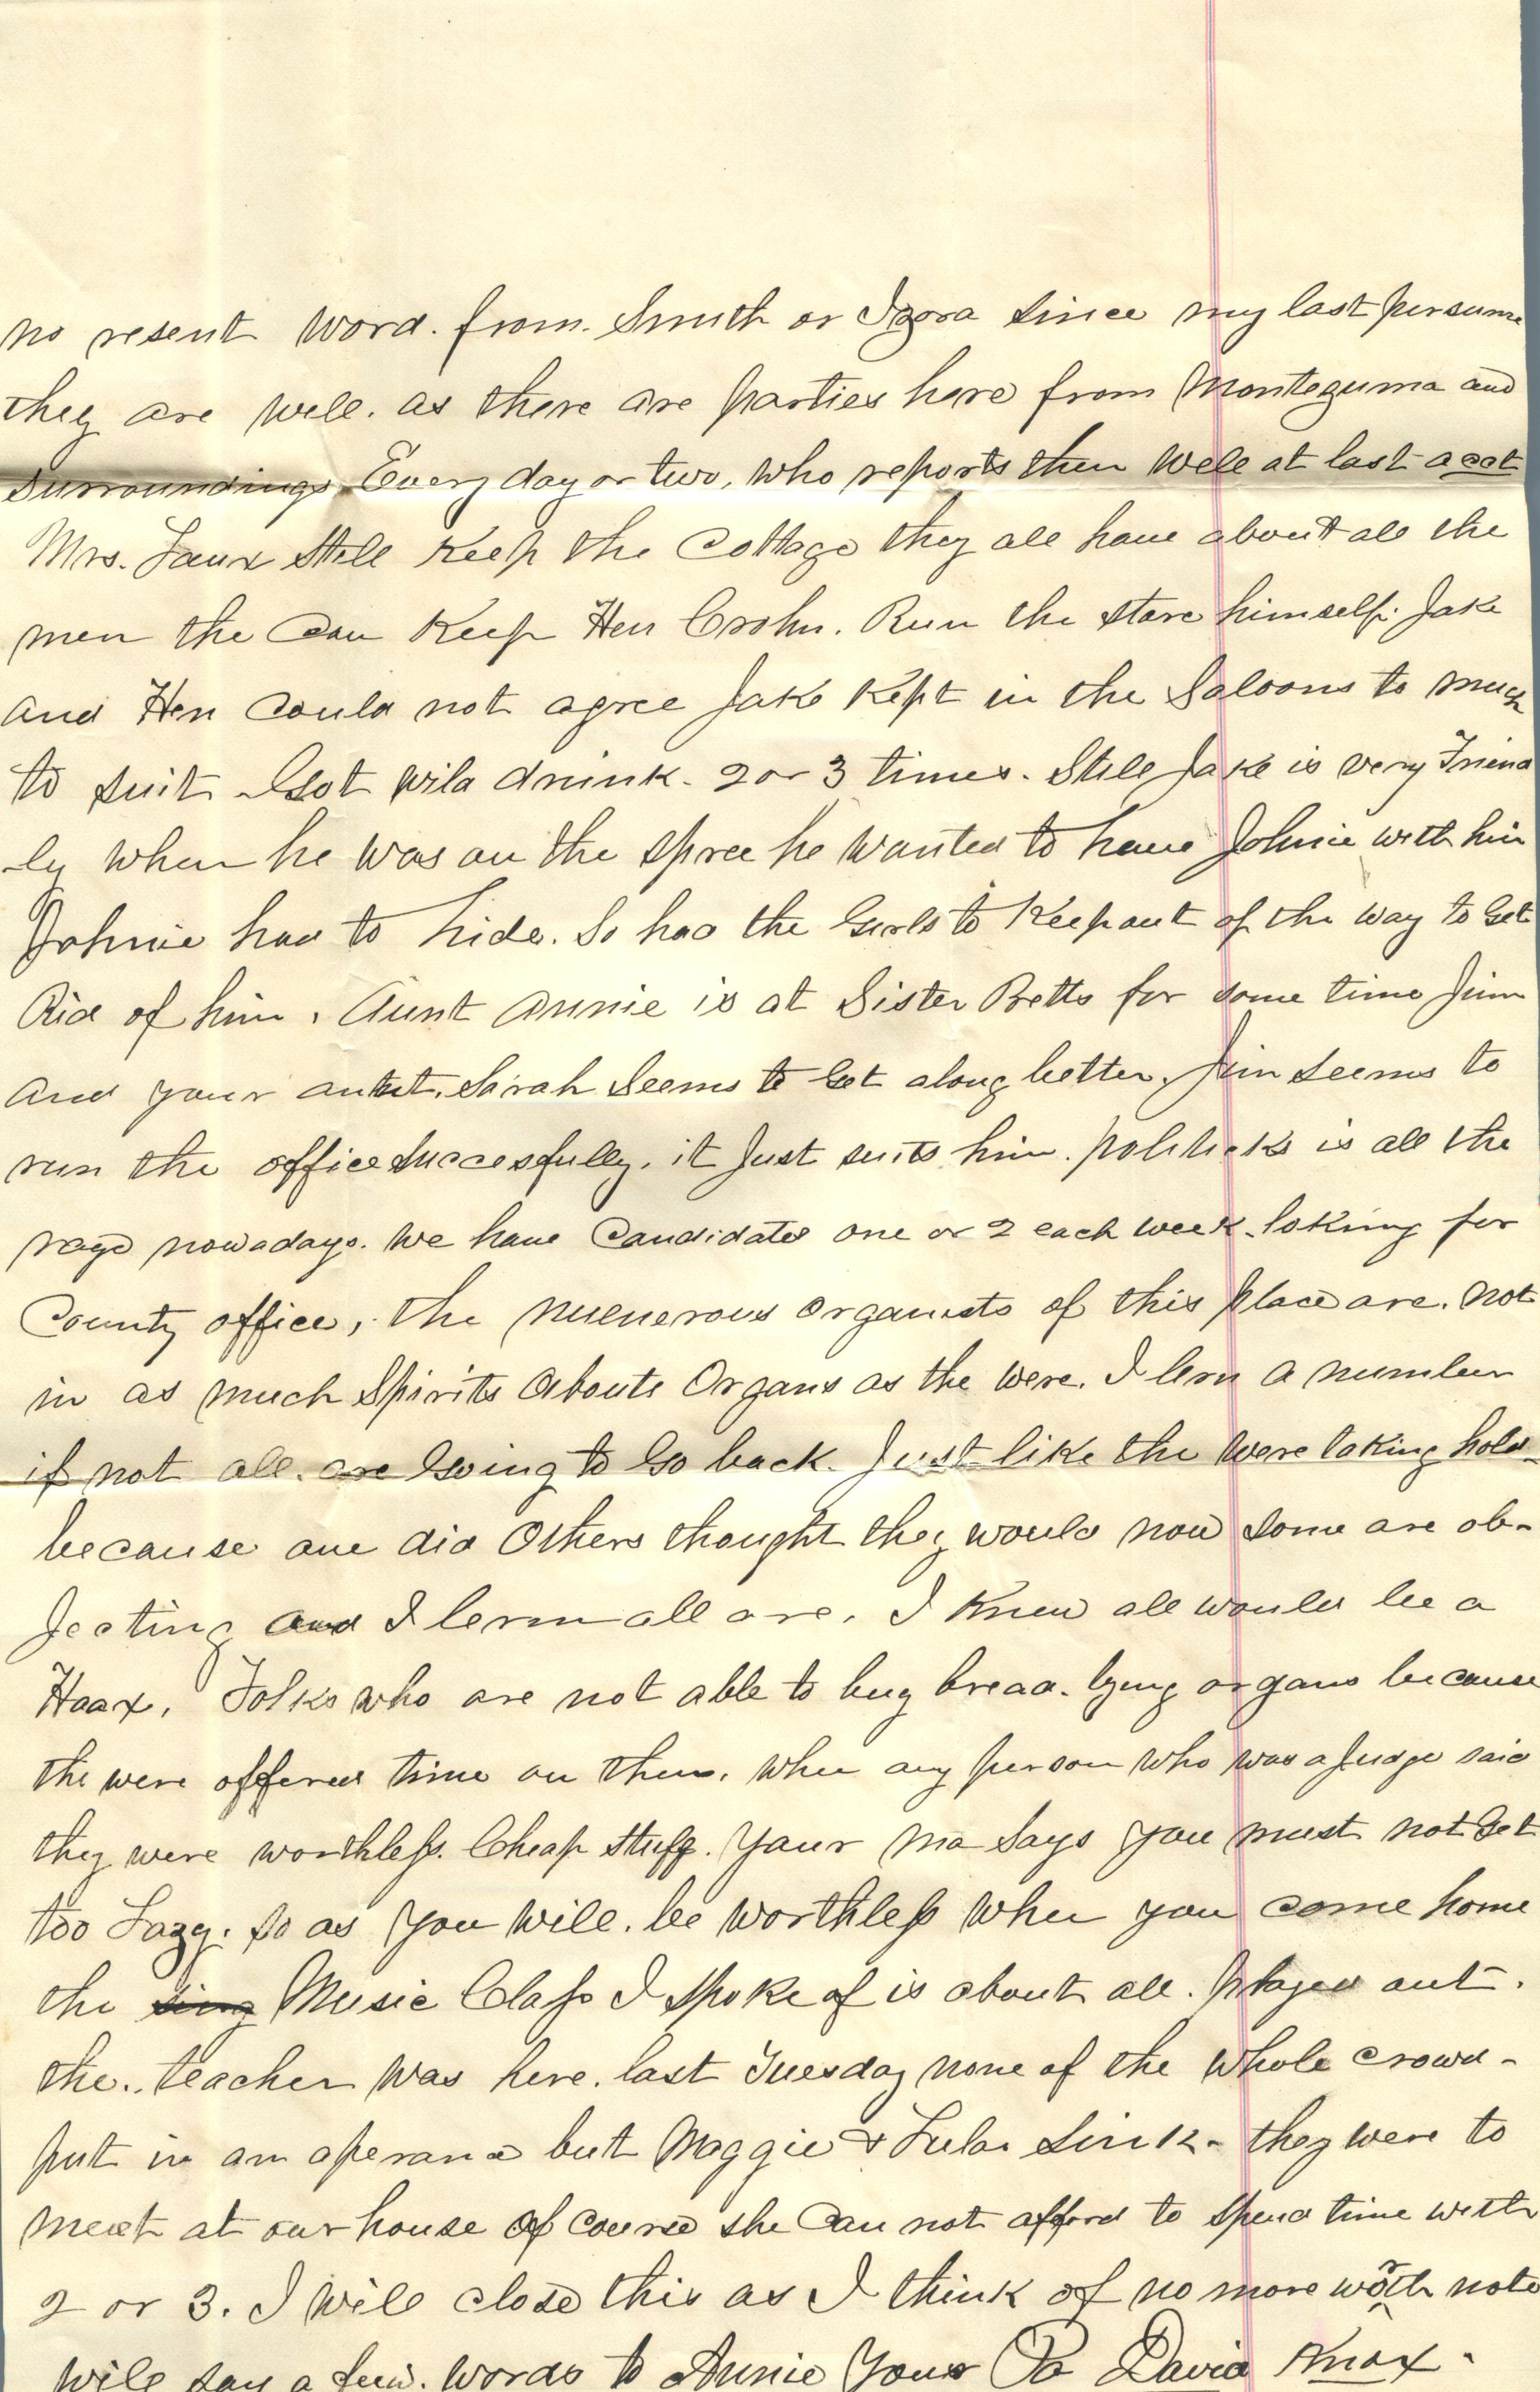 no resent word. from. Smith or Izora since my last persume
they are well. as there are parties here from Montezuma and
surroundings Every day or two, who reports them well at last acct
Mrs. Faux Still Keep the Cottage they all have about all the
men the Can Keep Hen Crohn. Run the store himself. Jake
and Hen Could not agree Jake Kept in the Saloons to much
to suit Got wild drunk. 2 or 3 times. Still Jake is very Friend
-ly when he was on the spree he wanted to have Johnie with him
Johnie had to hide. So had the Girls to Keep out of the way to Get
Rid of him. Aunt Annie is at Sister Betts for some time Jim
and your autnt. Sarah Seems to Get along better. Jim seems to
run the office succesfully. it Just suits him. politicks is all the
rage nowadays. we have Candidates one or 2 each week. loking for
County office, the nuenerous organists of this place are. not
in as much Spirits Abouts Organs as the were. I lern a number
if not all. are Going to Go back. Just like the were taking hold-
because one did Others thought they would now some are ob-
Jecting and I lern all are. I Knew all would be a
Hoax. Folks who are not able to buy bread. bying organs because
the were offered time on them. when any person who was a Judge said
they were worthless. Cheap stuff. Your ma Says you must not Get
too Lazy. so as you will. be worthless when you come home
the sing Music Class I spoke of is about all. played out.
the. teacher was here. last Tuesday none of the whole crowd-
put in an aperance but Maggie & Lula Sink- they were to
meet at our house Of course she Can not afford to spend time with
2 or 3. I will close this as I think of no more worth note
will say a few. words to Annie Your Pa David Knox.